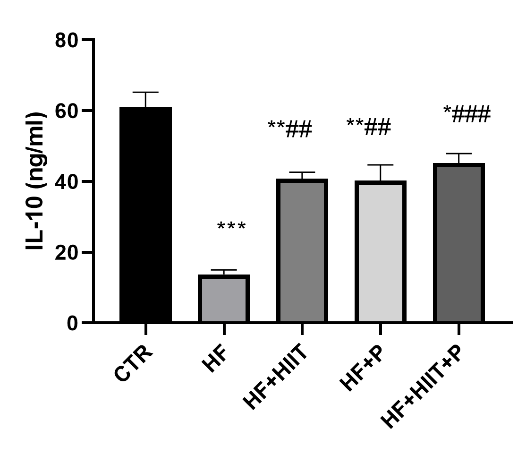 IL-10 (ng/ml)
80
60
40
20
0
***
**##
**##
*###
CTR
HF
HF+HIIT
HF+P
HF+HIIT+P